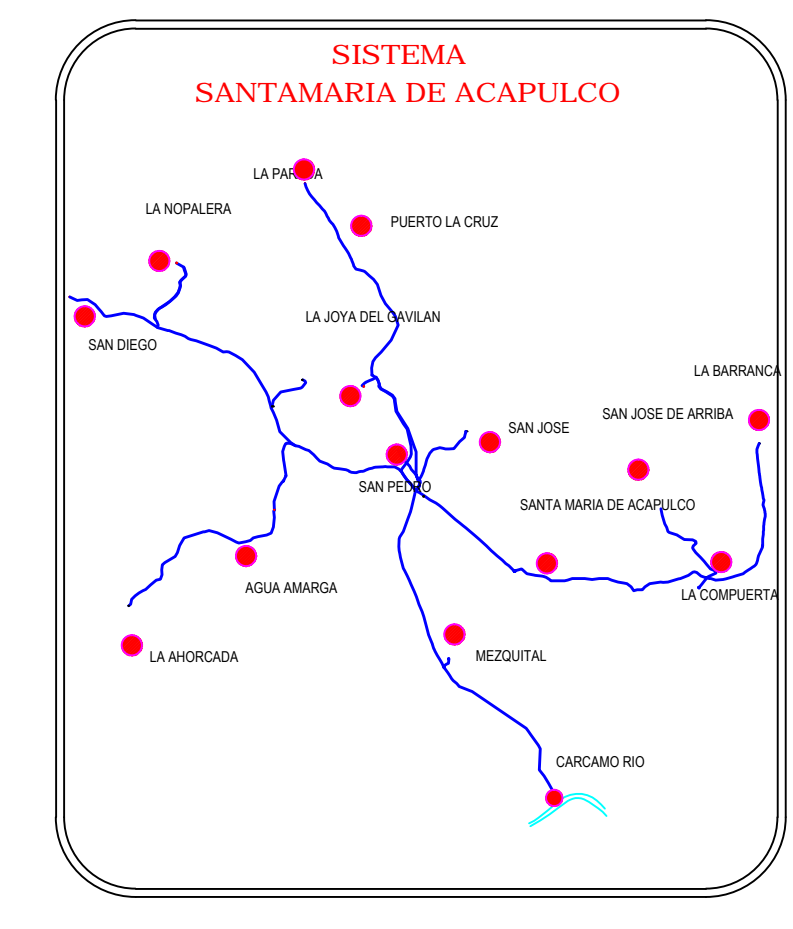 SISTEMA
SANTAMARIA DE ACAPULCO
LA
LA NOPALERA
PUERTO LA CRUZ
LA JOYA DEL GAVILAN
SAN DIEGO
LA BARRANCA
SAN JOSE DE ARRIBA
SAN JOSE
SAN PEDRO
SANTA MARIA DE ACAPULCO
AGUA AMARGA
LA COMPUERTA
LA AHORCADA
MEZQUITAL
CARCAMO RIO